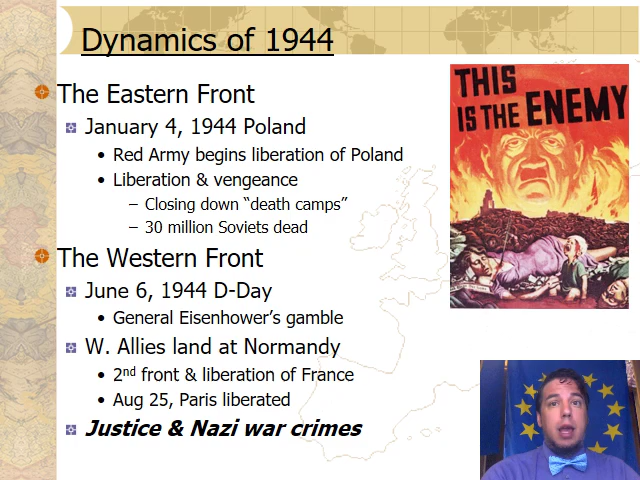 Dynamics of 1944
The Eastern Front
January 4, 1944 Poland
Red Army begins liberation of Poland
Liberation & vengeance
Closing down “death camps”
30 million Soviets dead
The Western Front
June 6, 1944 D-Day
General Eisenhower’s gamble
W. Allies land at Normandy
2nd front & liberation of France
Aug 25, Paris liberated
Justice & Nazi war crimes
THIS
IS THE ENEMY